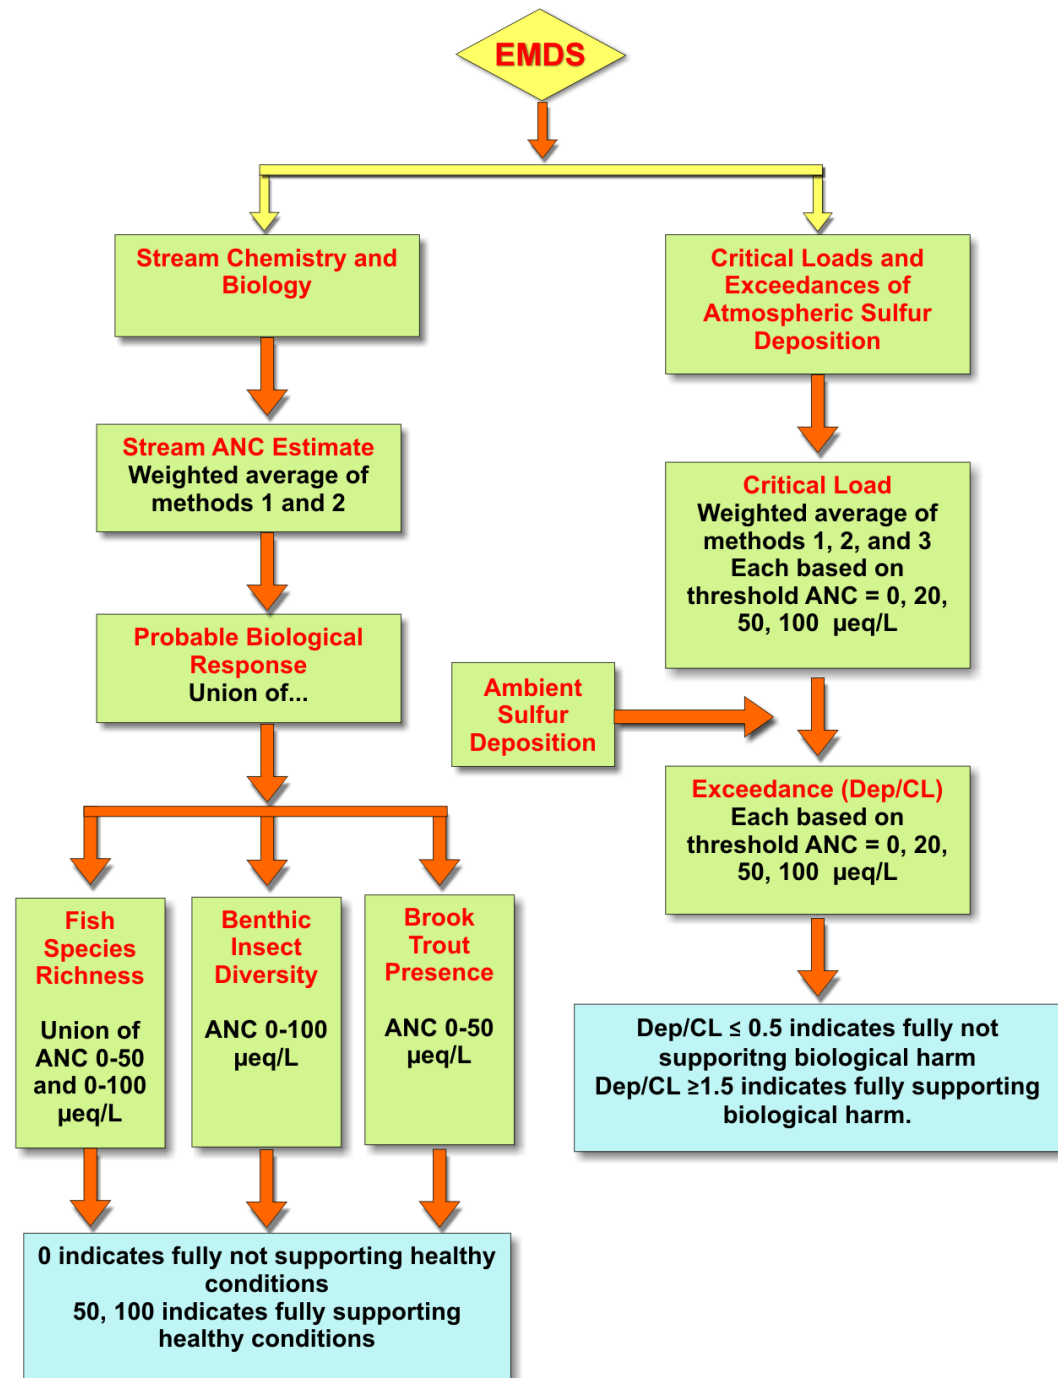 EMDS
Stream Chemistry and
Biology
Critical Loads and
Exceedances of
Atmospheric Sulfur
Deposition
Stream ANC Estimate
Weighted average of
methods 1 and 2
Critical Load
Weighted average of
methods 1, 2, and 3
Each based on
threshold ANC = 0, 20,
50, 100 µeq/L
Probable Biological
Response
Union of...
Ambient
Sulfur
Deposition
Exceedance (Dep/CL)
Each based on
threshold ANC = 0, 20,
50, 100 µeq/L
Fish
Species
Richness
Union of
ANC 0-50
and 0-100
µeq/L
Benthic
Insect
Diversity
ANC 0-100
µeq/L
Brook
Trout
Presence
ANC 0-50
µeq/L
Dep/CL ≤ 0.5 indicates fully not
supporitng biological harm
Dep/CL ≥1.5 indicates fully supporting
biological harm.
0 indicates fully not supporting healthy
conditions
50, 100 indicates fully supporting
healthy conditions